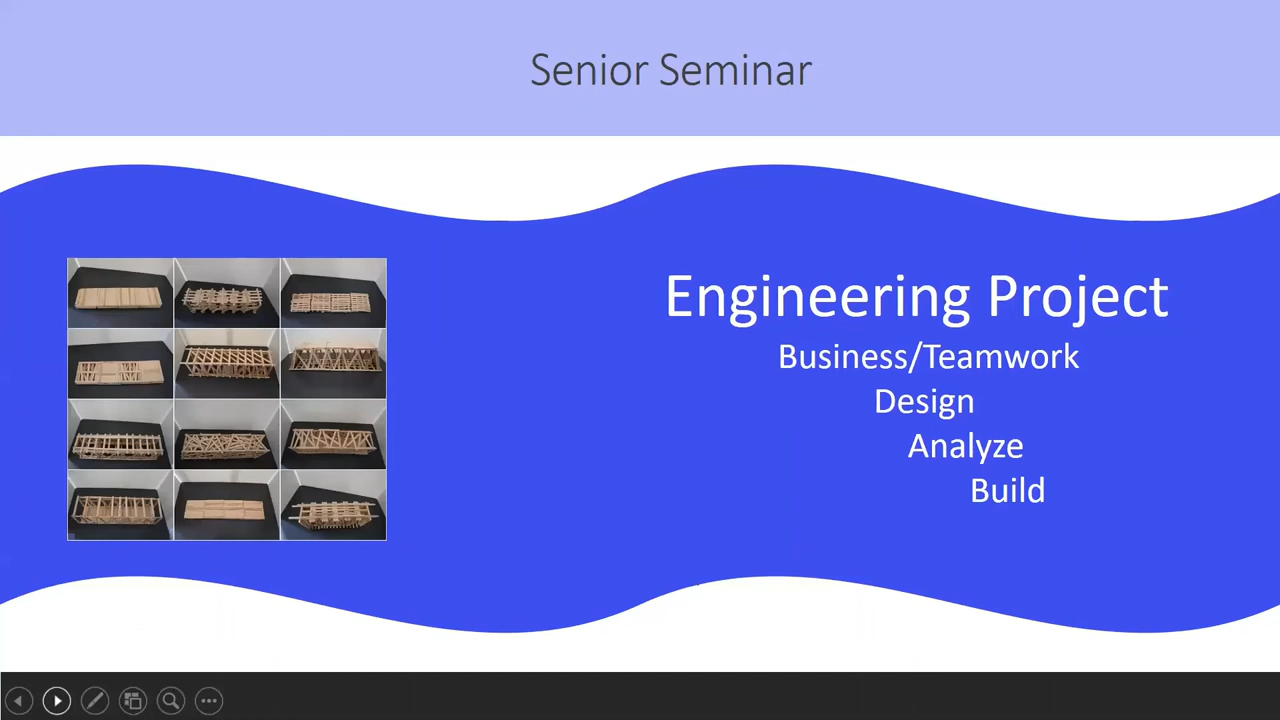 Senior Seminar
Engineering Project
Business/Teamwork
Design
Analyze
Build